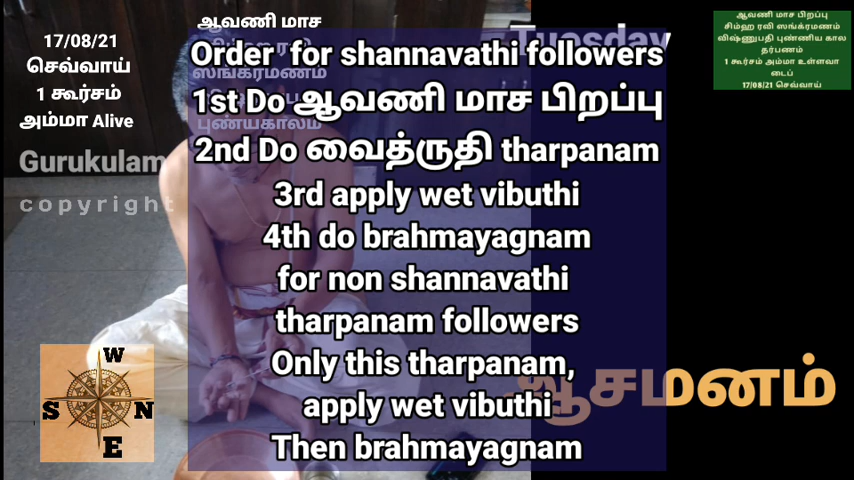 17/08/21
செவ்வாய்
1 கூர்சம்
அம்மா Alive
Gurukulam
copyright
ஆவணி மாச
ஸங்க்ரமணம்
புண்யகாலம்
Tuesday
Order for shannavathi followers
1st Do ஆவணி மாச பிறப்பு
2nd Do வைத்ருதி tharpanam
3rd apply wet vibuthi
4th do brahmayagnam
for non shannavathi
tharpanam followers
Only this tharpanam,
apply wet vibuthi
Then brahmayagnam
ஆவணி மாச பிறப்பு
சிம்ஹ ரவி ஸங்க்ரமணம்
விஷ்ணுபதி புண்ணிய கால
தர்பணம்
1 கூர்சம் அம்மா உள்ளவா
டைப்
17/08/21 செவ்வாய்
ஆசமனம்
W
S N
E